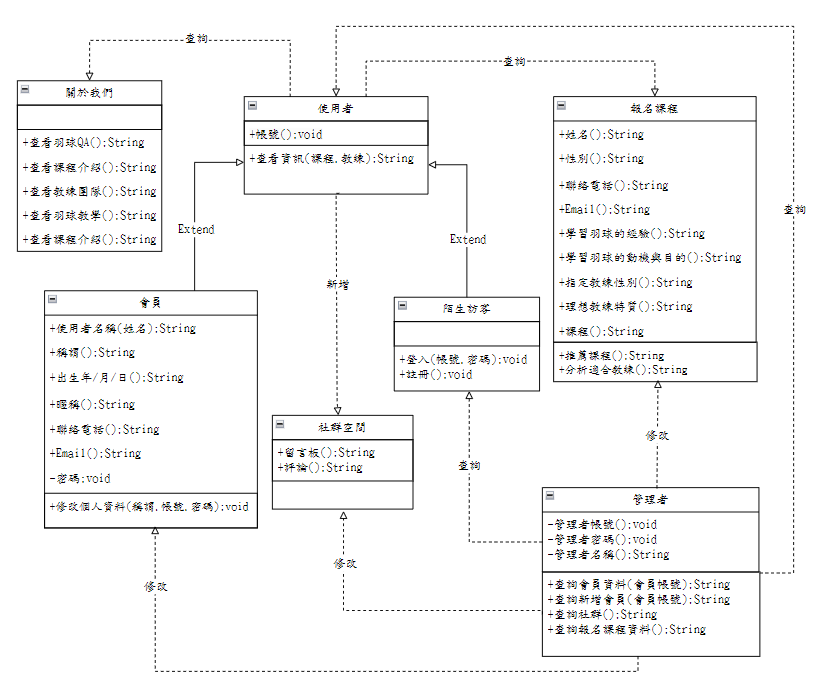 查詢
關於我們
+查看羽球QA():String
+查看課程介紹():String
+查看教練團隊():String
+查看羽球教學():String
+查看課程介紹():String
使用者
+帳號():void
+查看資訊(課程,教練):String
查詢
報名課程
+姓名():String
+性別():String
+聯絡電話():String
+Email():String
+學習羽球的經驗():String
+學習羽球的動機與目的():String
+指定教練性別():String
+理想教練特質():String
+課程():String
+推薦課程():String
+分析適合教練():String
查詢
Extend
Extend
新增
會員
+使用者名稱(姓名):String
+稱謂():String
+出生年/月/日():String
+暱稱():String
+聯絡電話():String
+Email():String
-密碼:void
+修改個人資料(稱謂,帳號,密碼):void
陌生訪客
+登入(帳號,密碼):void
+註冊():void
社群空間
+留言板():String
+評論():String
查詢
修改
管理者
-管理者帳號():void
-管理者密碼():void
-管理者名稱():String
+查詢會員資料(會員帳號):String
+查詢新增會員(會員帳號):String
+查詢社群():String
+查詢報名課程資料():String
修改
修改